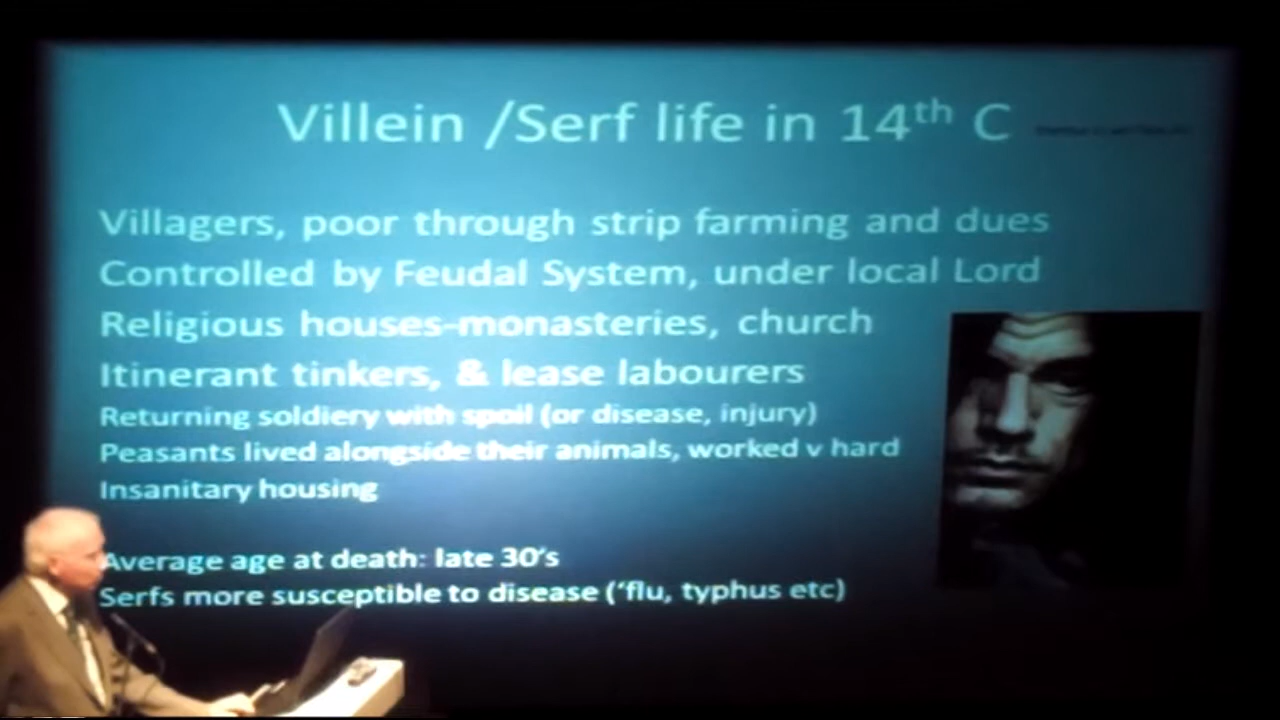 Villein /Serf life in 14th C
Villagers, poor through strip farming and dues
Controlled by Feudal System, under local Lord
Religious houses-monasteries, church
Itinerant tinkers, & lease labourers
Returning soldiery with spoil (or disease, injury)
Peasants lived alongside their animals, worked v hard
Insanitary housing
Average age at death: late 30's
Serfs more susceptible to disease ('flu, typhus etc)